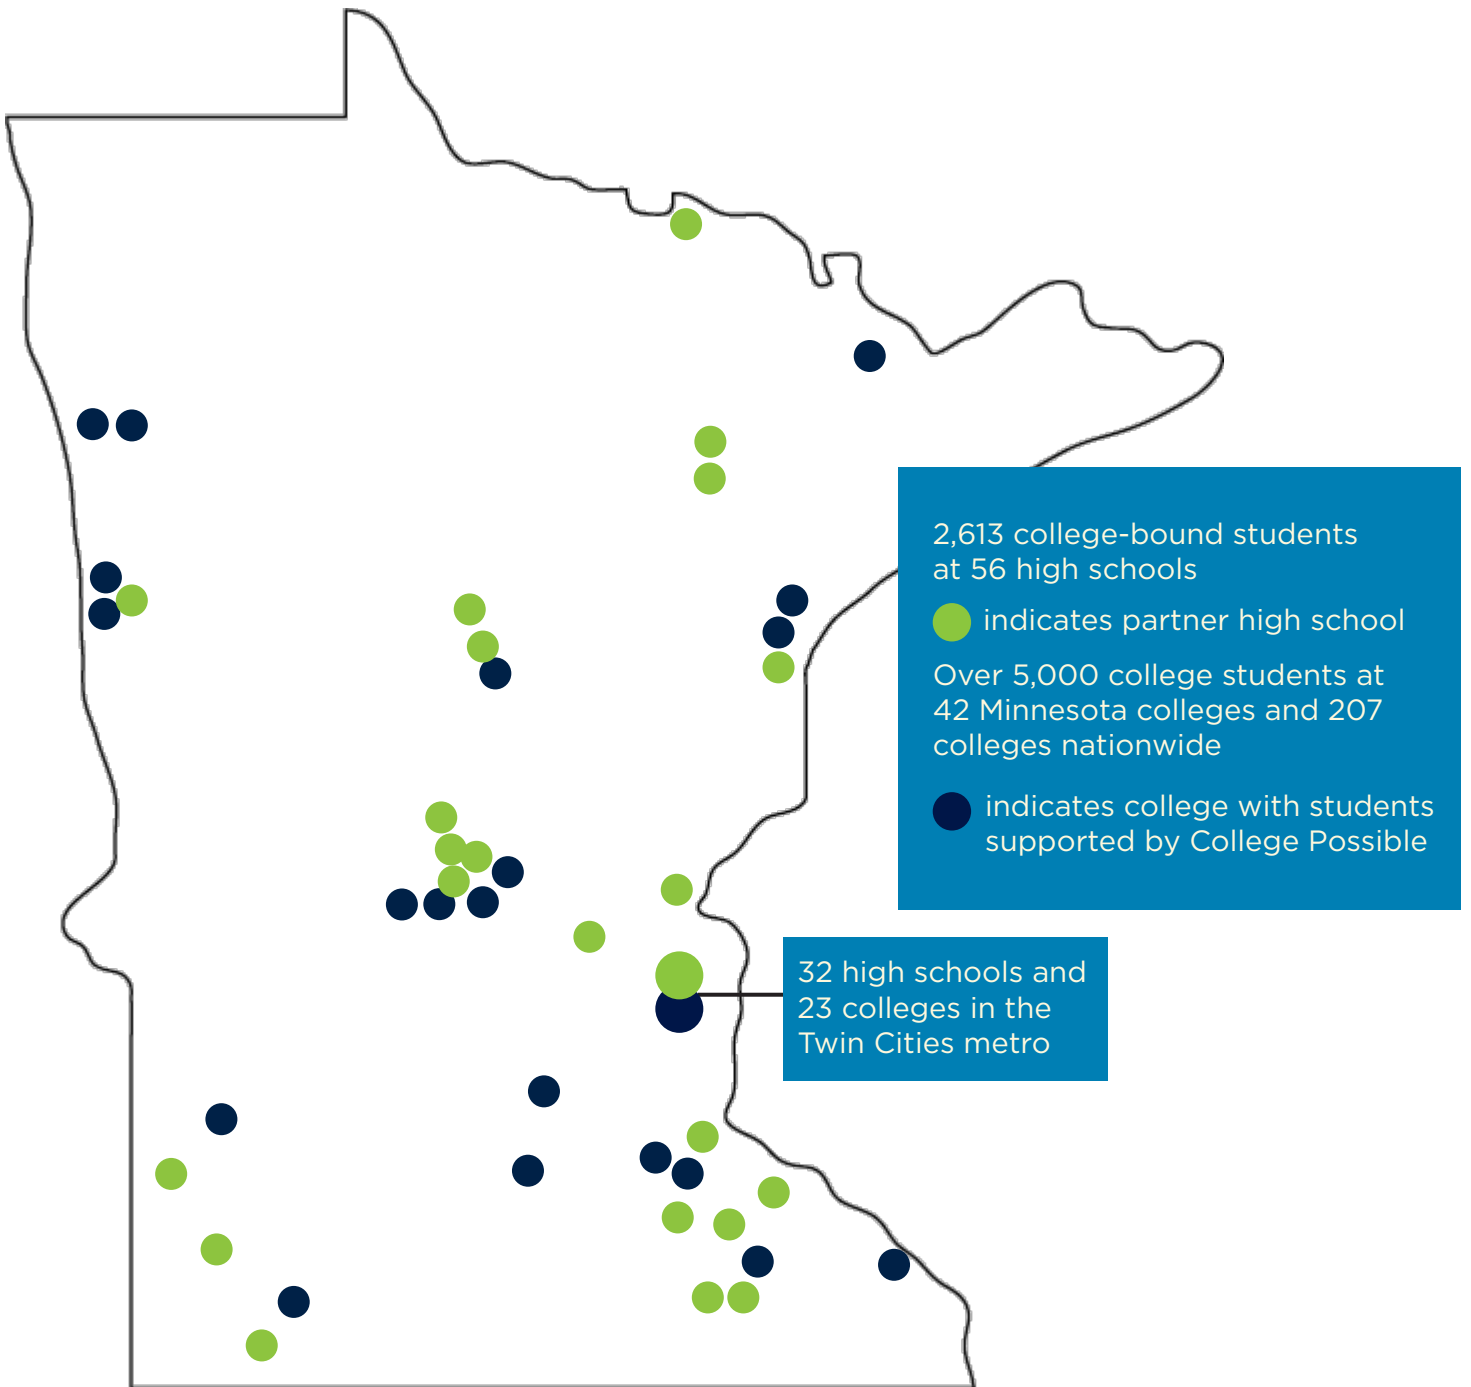 2,613 college-bound students
at 56 high schools
indicates partner high school
Over 5,000 college students at
42 Minnesota colleges and 207
colleges nationwide
indicates college with students
supported by College Possible
32 high schools and
23 colleges in the
Twin Cities metro